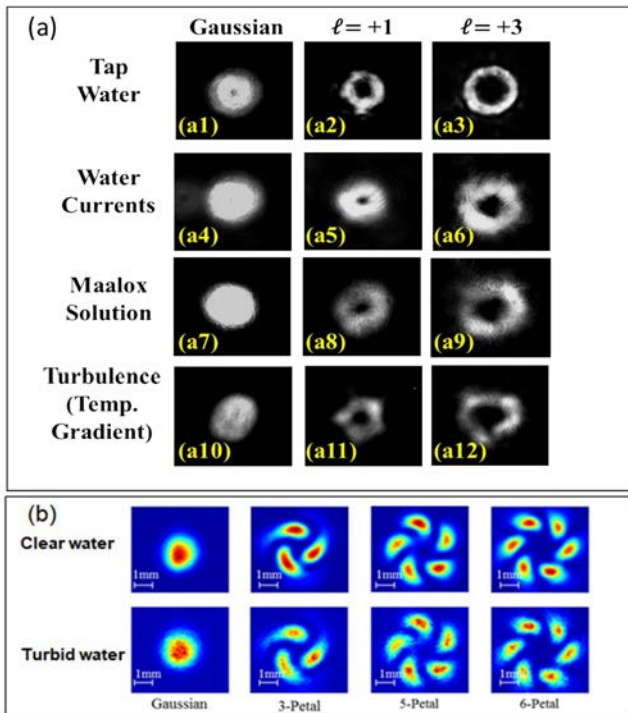 (a)
Gaussian ℓ= +1 ℓ= +3
Tap
Water
(a1) (a2) (a3)
Water
Currents
(a4) (a5) (a6)
Maalox
Solution
(a7) (a8) (a9)
Turbulence
(Temp.
Gradient)
(a10) (a11) (a12)
(b)
Clear water
1mm 1mm 1mm 1mm
Turbid water
1mm 1mm 1mm 1mm
Gaussian 3-Petal 5-Petal 6-Petal